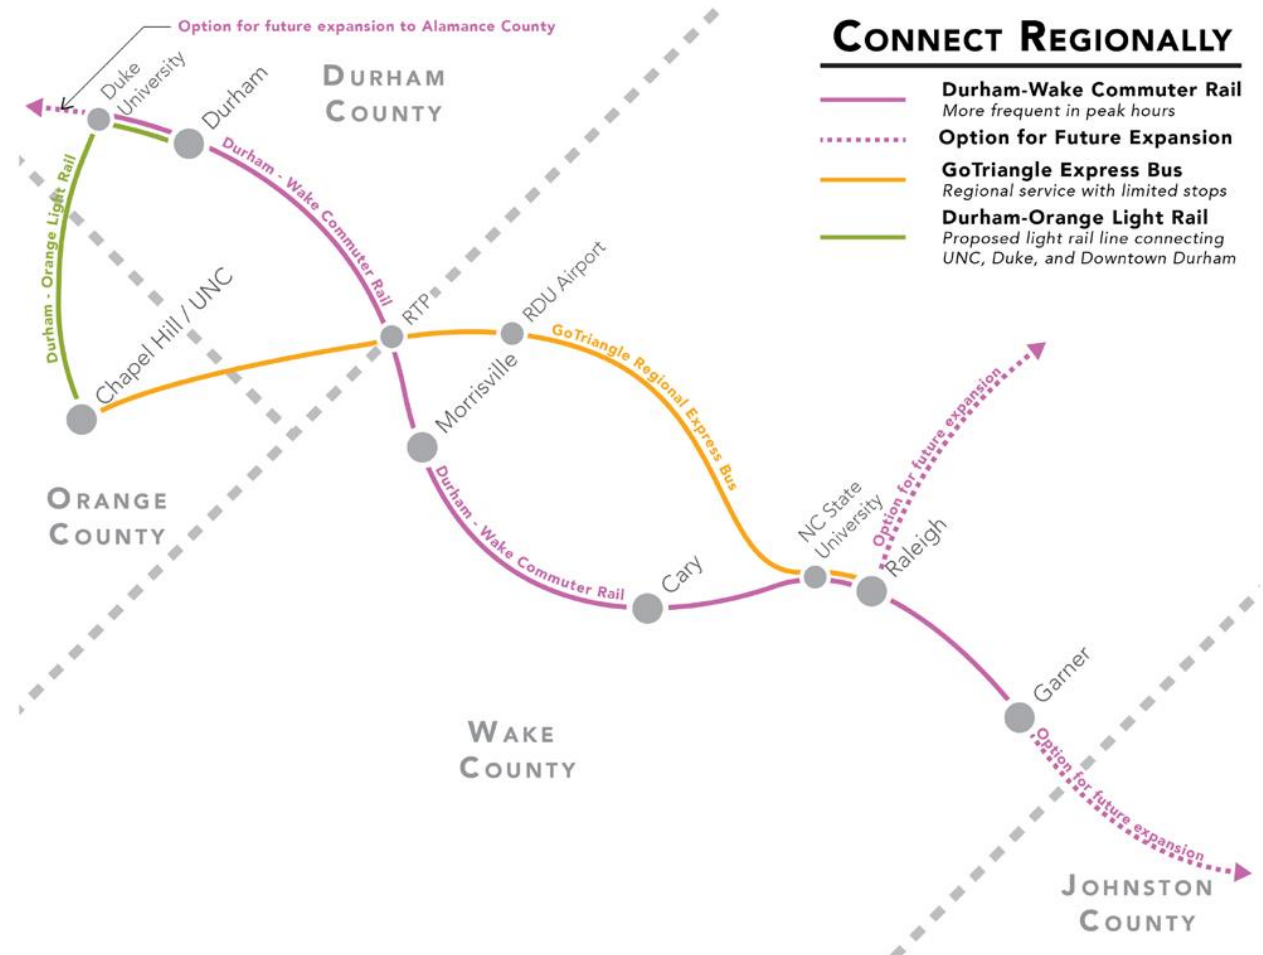 Option for future expansion to Alamance County
CONNECT REGIONALLY
Durham-Wake Commuter Rail
More frequent in peak hours
Option for Future Expansion
GoTriangle Express Bus
Regional service with limited stops
Durham-Orange Light Rail
Proposed light rail line connecting
UNC, Duke, and Downtown Durham
DURHAM
COUNTY
Duke
University
Durham
Durham - Wake Commuter Rail
Durham - Orange Light Rail
Chapel Hill / UNC
RTP
RDU Airport
GoTriangle Regional Express Bus
Morrisville
Durham - Wake Commuter Rail
ORANGE
COUNTY
Cary
NC State
University
Raleigh
Option for future expansion
Garner
Option for future expansion
WAKE
COUNTY
JOHNSTON
COUNTY